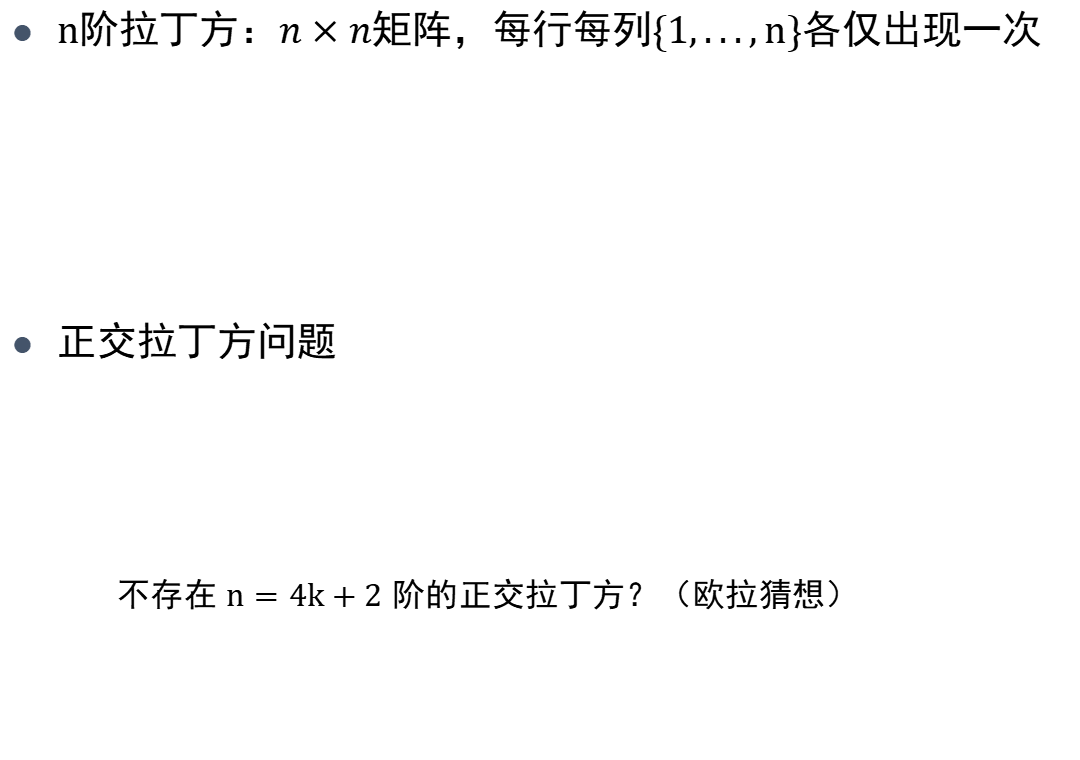 • n阶拉丁方：n × n矩阵，每行每列{1,...,n}各仅出现一次
• 正交拉丁方问题
不存在 n = 4k + 2 阶的正交拉丁方？（欧拉猜想）